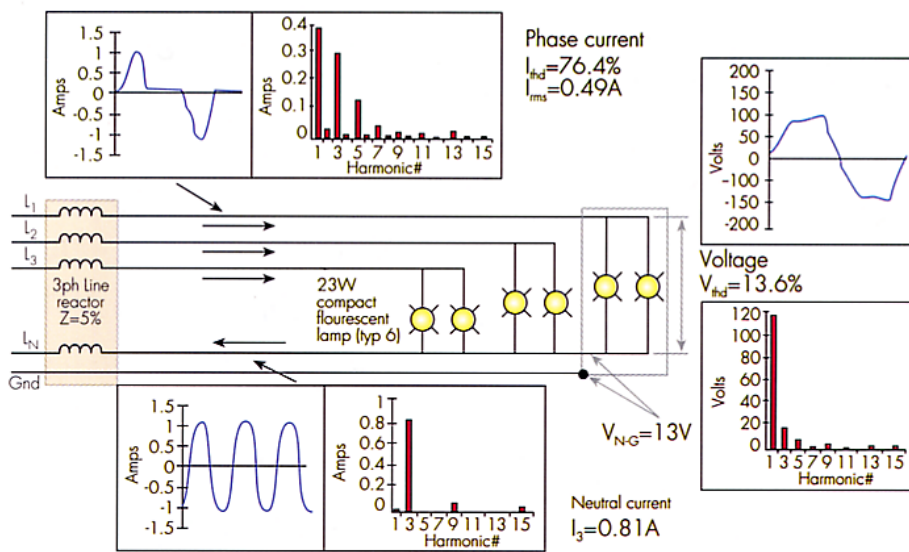 1.5
1
0.5
0
-0.5
-1
-1.5
Amps
0.4
0.3
0.2
0.1
0
Amps
1 3 5 7 9 11 13 15
Harmonic#
Phase current
Ithd=76.4%
Irms=0.49A
200
150
100
50
0
-50
-100
-150
-200
Volts
L1
L2
L3
3ph Line
reactor
Z=5%
23W
compact
flourescent
lamp (typ 6)
LN
Gnd
Voltage
Vthd=13.6%
120
100
80
60
40
20
0
Volts
1 3 5 7 9 11 13 15
Harmonic#
VN-G=13V
1.5
1
0.5
0
-0.5
-1
-1.5
Amps
1
0.8
0.6
0.4
0.2
0
Amps
1 3 5 7 9 11 13 15
Harmonic#
Neutral current
I3=0.81A